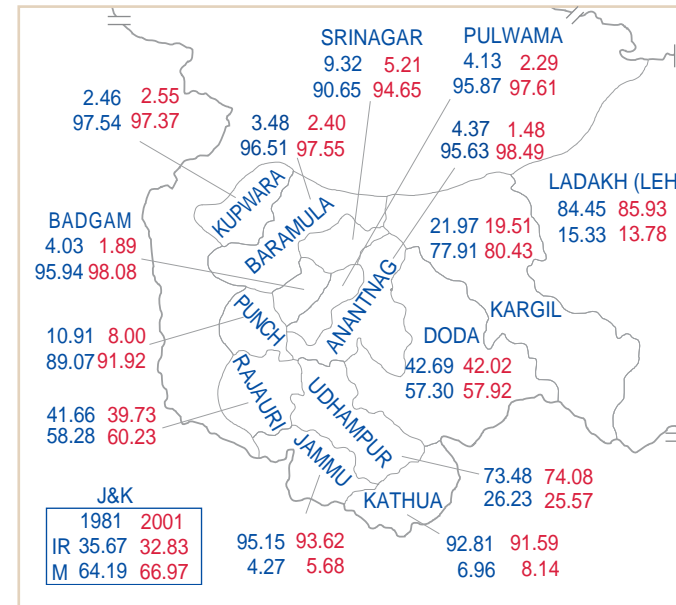 SRINAGAR
9.32 5.21
90.65 94.65
PULWAMA
4.13 2.29
95.87 97.61
2.46 2.55
97.54 97.37
3.48 2.40
96.51 97.55
4.37 1.48
95.63 98.49
LADAKH (LEH
84.45 85.93
15.33 13.78
KUPWARA
BARAMULA
BADGAM
4.03 1.89
95.94 98.08
21.97 19.51
77.91 80.43
ANANTNAG
KARGIL
PUNCH
10.91 8.00
89.07 91.92
DODA
42.69 42.02
57.30 57.92
RAJAURI
41.66 39.73
58.28 60.23
UDHAMPUR
73.48 74.08
26.23 25.57
JAMMU
95.15 93.62
4.27 5.68
KATHUA
92.81 91.59
6.96 8.14
J&K
1981 2001
IR 35.67 32.83
M 64.19 66.97